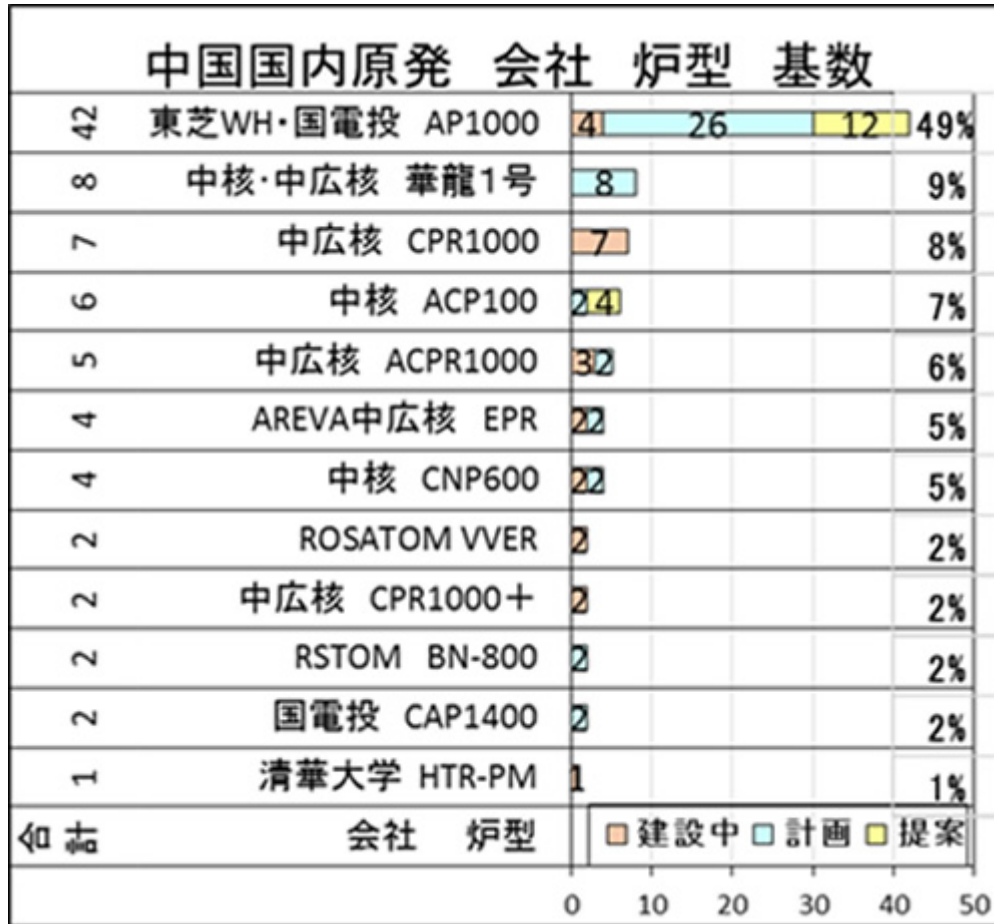 中国国内原発 会社 炉型 基数
42 東芝WH・国電投 AP1000 4 26 12 49%
8 中核・中広核 華龍1号 8 9%
7 中広核 CPR1000 7 8%
6 中核 ACP100 2 4 7%
5 中広核 ACPR1000 3 2 6%
4 AREVA中広核 EPR 2 2 5%
4 中核 CNP600 2 2 5%
2 ROSATOM VVER 2 2%
2 中広核 CPR1000+ 2 2%
2 RSTOM BN-800 2 2%
2 国電投 CAP1400 2 2%
1 清華大学 HTR-PM 1 1%
合計 会社 炉型 建設中 計画 提案
0 10 20 30 40 50